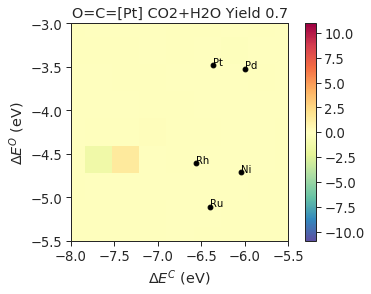 O=C=[Pt] CO2+H2O Yield 0.7
−3.0
−3.5
−4.0
−4.5
−5.0
−5.5
ΔE^O (eV)
Pt
Pd
Rh
Ni
Ru
−8.0 −7.5 −7.0 −6.5 −6.0 −5.5
ΔE^C (eV)
10.0
7.5
5.0
2.5
0.0
−2.5
−5.0
−7.5
−10.0